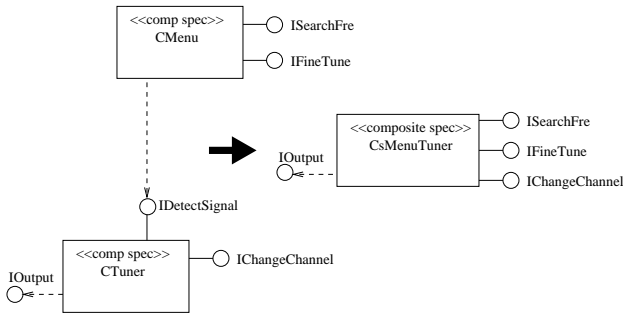 <<comp spec>>
CMenu
ISearchFre
IFineTune
IDetectSignal
<<comp spec>>
CTuner
IChangeChannel
IOutput
<<composite spec>>
CsMenuTuner
ISearchFre
IFineTune
IChangeChannel
IOutput